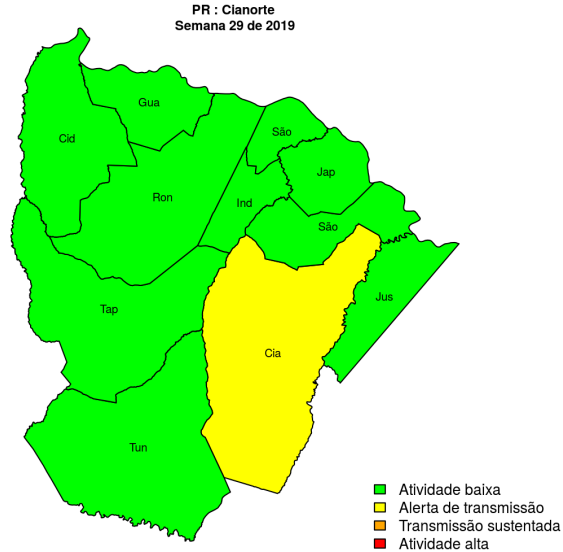 PR : Cianorte
Semana 29 de 2019
Gua
São
Cid
Jap
Ron
Ind
São
Jus
Tap
Cia
Tun
Atividade baixa
Alerta de transmissão
Transmissão sustentada
Atividade alta